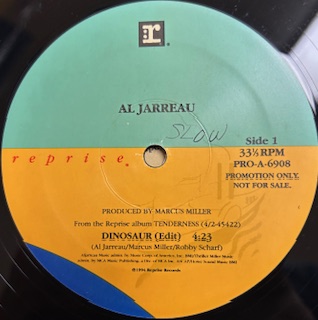 r
AL JARREAU
SLOW
Side 1
33⅓ RPM
PRO-A-6908
reprise
PROMOTION ONLY.
NOT FOR SALE.
PRODUCED BY MARCUS MILLER
From the Reprise album TENDERNESS (4/2-45422)
DINOSAUR (Edit) 4:23
(Al Jarreau/Marcus Miller/Robby Scharf)
©1994 Reprise Records